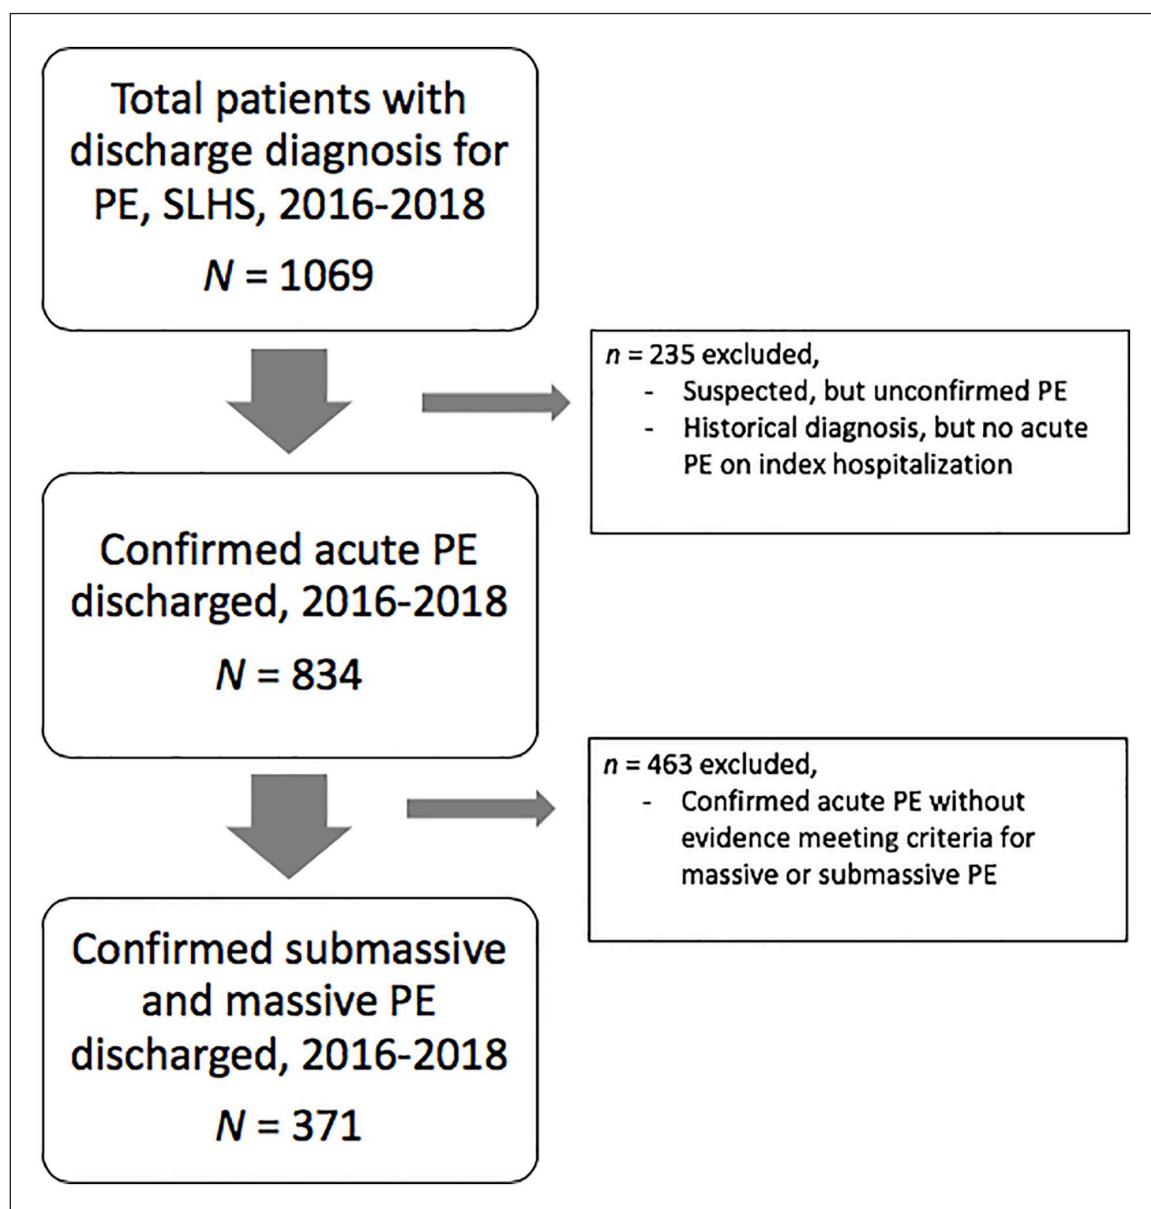 Total patients with
discharge diagnosis for
PE, SLHS, 2016-2018
N = 1069
n = 235 excluded,
- Suspected, but unconfirmed PE
- Historical diagnosis, but no acute
PE on index hospitalization
Confirmed acute PE
discharged, 2016-2018
N = 834
n = 463 excluded,
- Confirmed acute PE without
evidence meeting criteria for
massive or submassive PE
Confirmed submassive
and massive PE
discharged, 2016-2018
N = 371